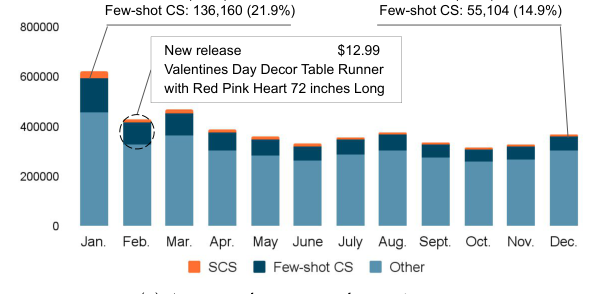 Few-shot CS: 136,160 (21.9%)
Few-shot CS: 55,104 (14.9%)
800000
New release $12.99
Valentines Day Decor Table Runner
with Red Pink Heart 72 inches Long
600000
400000
200000
0
Jan. Feb. Mar. Apr. May June July Aug. Sept. Oct. Nov. Dec.
SCS Few-shot CS Other